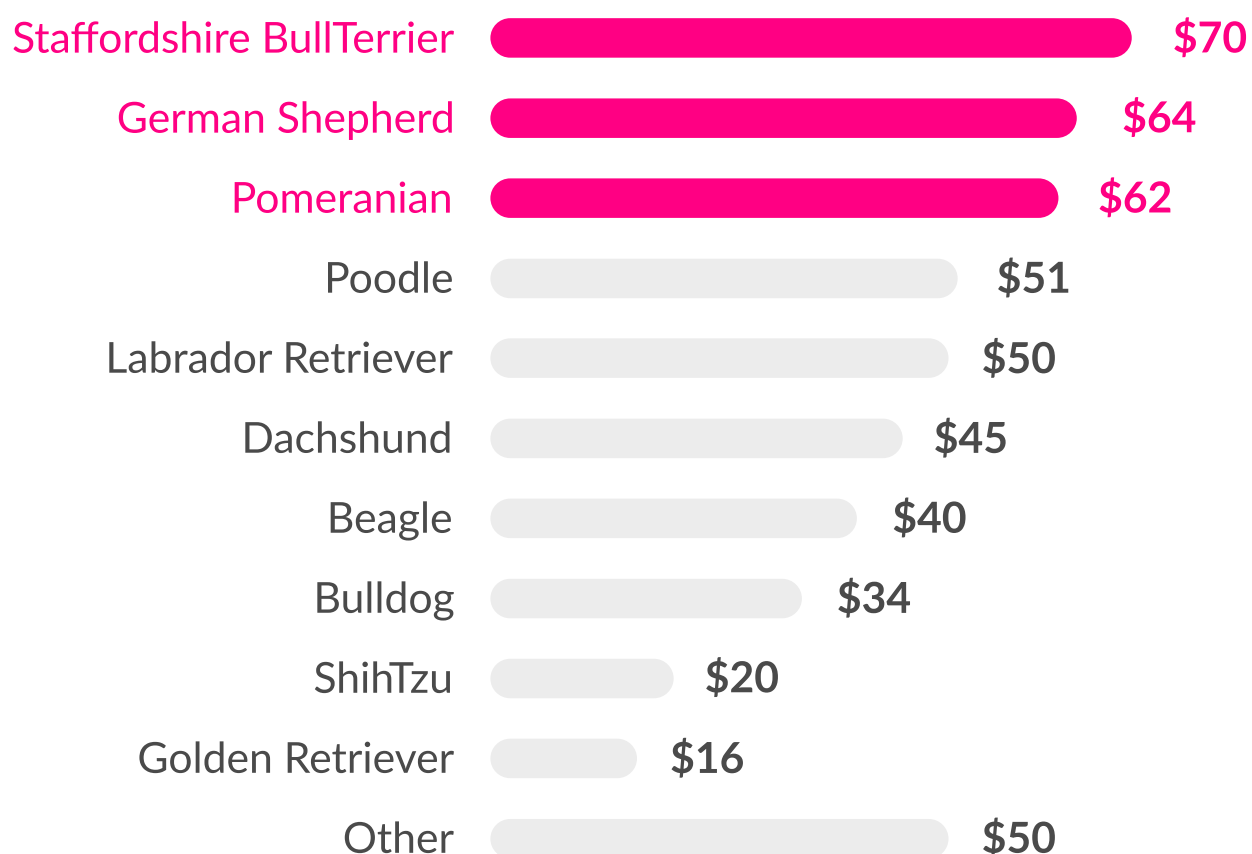 Staffordshire BullTerrier $70
German Shepherd $64
Pomeranian $62
Poodle $51
Labrador Retriever $50
Dachshund $45
Beagle $40
Bulldog $34
ShihTzu $20
Golden Retriever $16
Other $50